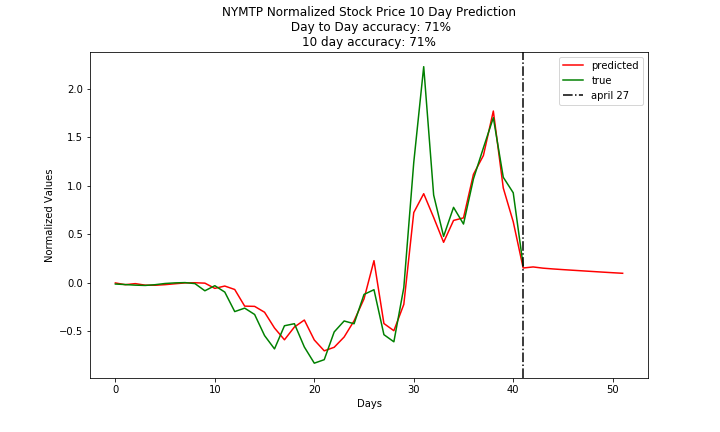 NYMTP Normalized Stock Price 10 Day Prediction
Day to Day accuracy: 71%
10 day accuracy: 71%
predicted
true
april 27
Normalized Values
2.0
1.5
1.0
0.5
0.0
−0.5
0
10
20
30
40
50
Days